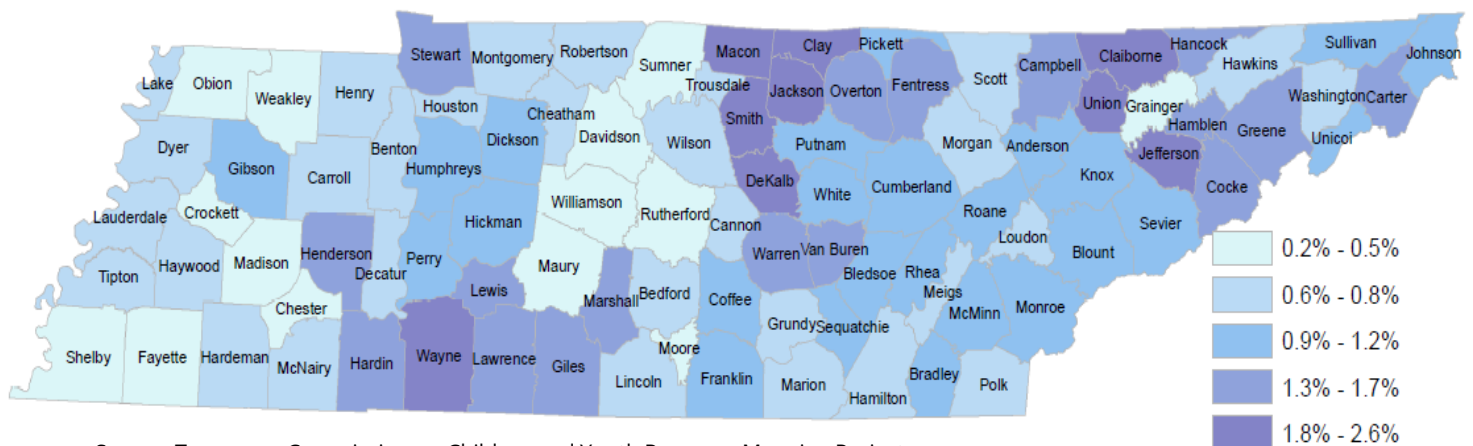 Stewart
Montgomery
Robertson
Sumner
Macon
Clay
Pickett
Claiborne
Hancock
Sullivan
Johnson
Lake
Obion
Weakley
Henry
Houston
Cheatham
Davidson
Trousdale
Jackson
Overton
Fentress
Scott
Campbell
Union
Grainger
Hawkins
Washington
Carter
Dyer
Gibson
Carroll
Benton
Humphreys
Dickson
Wilson
Smith
Putnam
Morgan
Anderson
Hamblen
Greene
Unicoi
Lauderdale
Crockett
Hickman
Williamson
Rutherford
Cannon
DeKalb
White
Cumberland
Roane
Knox
Jefferson
Cocke
Tipton
Haywood
Madison
Henderson
Decatur
Perry
Lewis
Maury
Marshall
Bedford
Coffee
Warren
Van Buren
Bledsoe
Rhea
Meigs
Loudon
Blount
Sevier
Chester
Shelby
Fayette
Hardeman
McNairy
Hardin
Wayne
Lawrence
Giles
Lincoln
Moore
Franklin
Grundy
Sequatchie
Marion
Hamilton
Bradley
McMinn
Monroe
Polk
0.2% - 0.5%
0.6% - 0.8%
0.9% - 1.2%
1.3% - 1.7%
1.8% - 2.6%